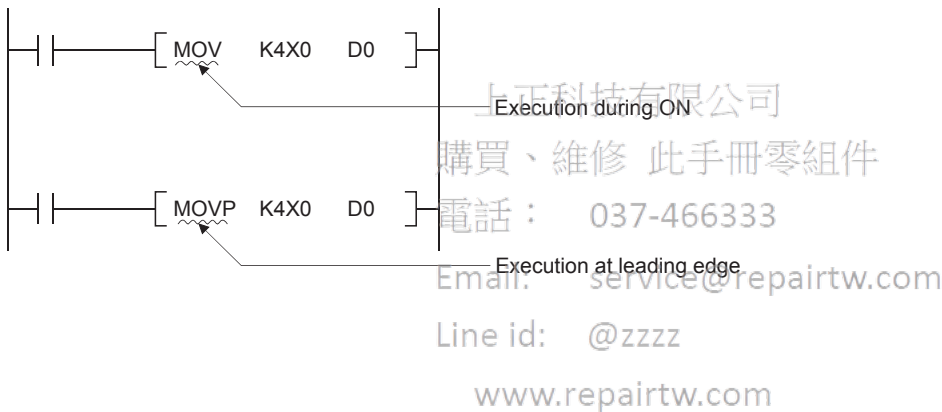 MOV K4X0 D0
上正科技有限公司
Execution during ON
購買、維修 此手冊零組件
MOVP K4X0 D0
電話： 037-466333
Execution at leading edge
Email: service@repairtw.com
Line id: @zzzz
www.repairtw.com